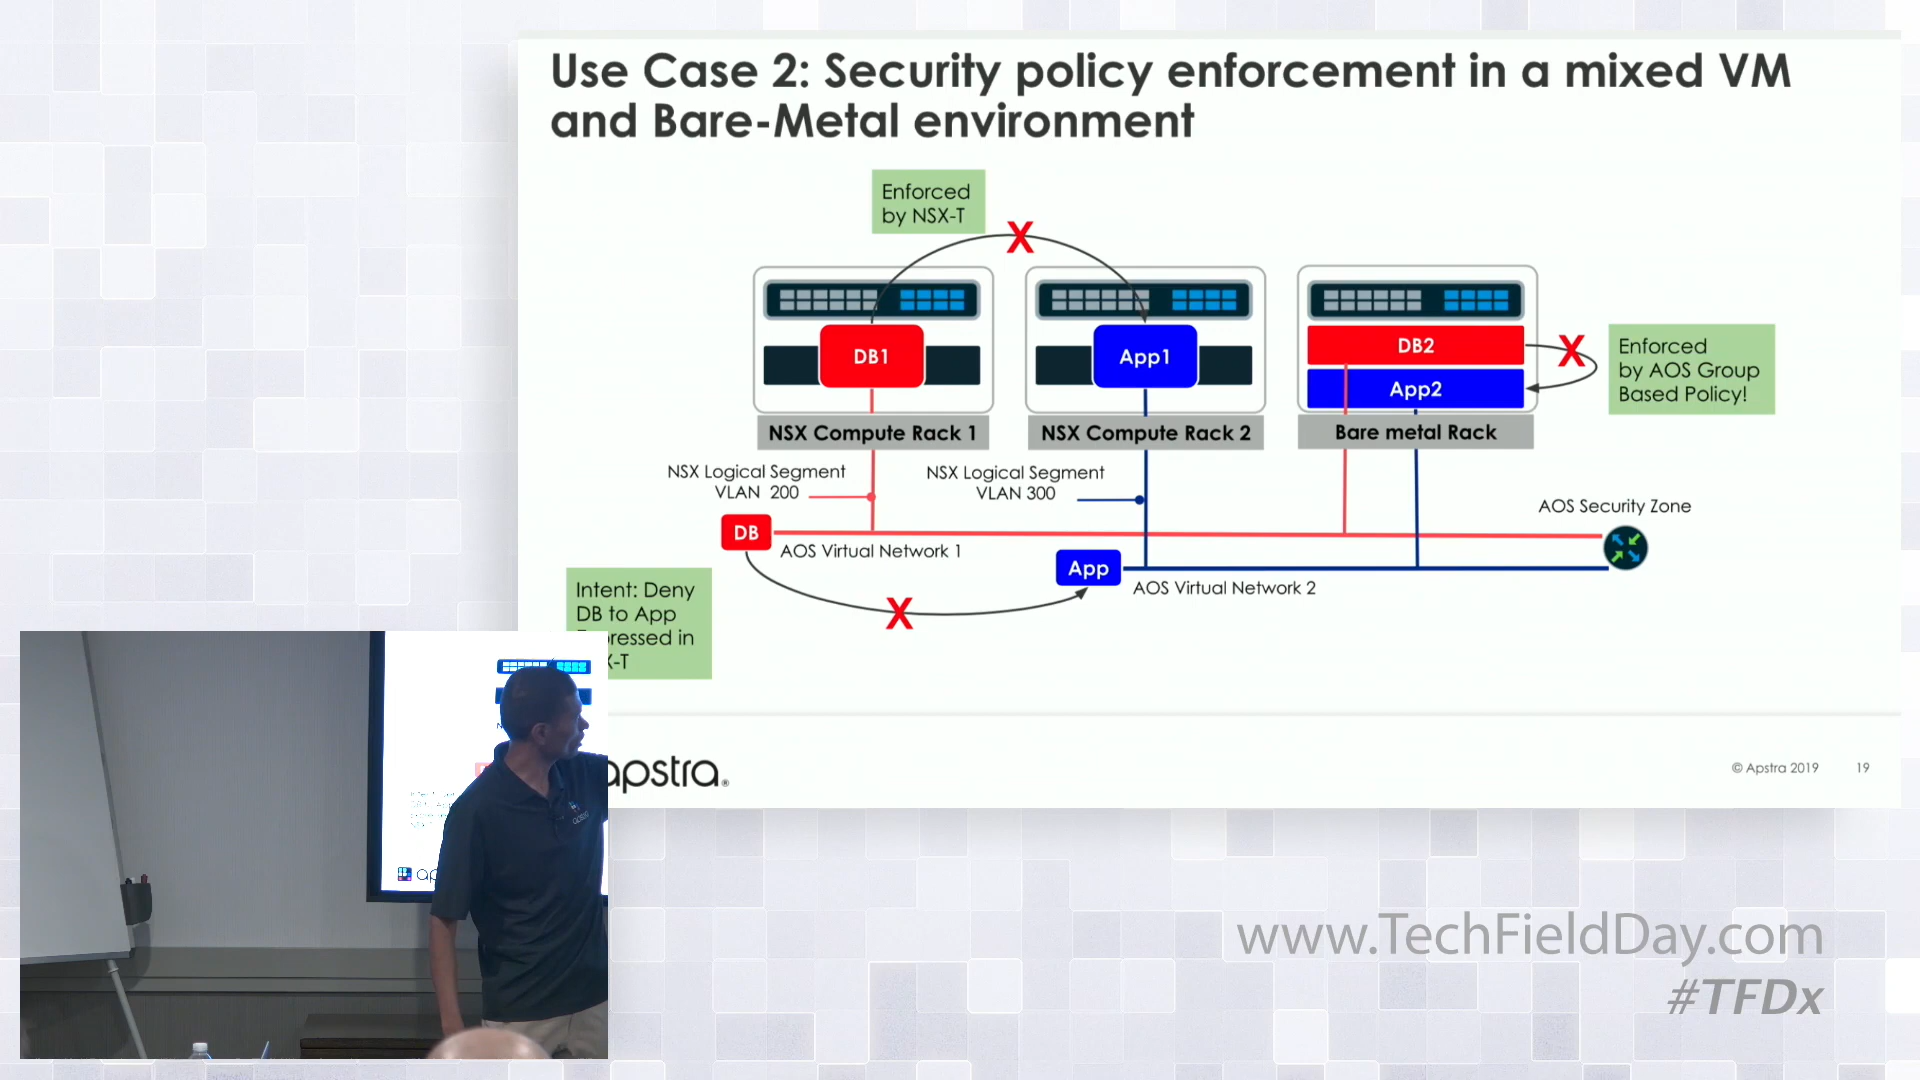 Use Case 2: Security policy enforcement in a mixed VM
and Bare-Metal environment
Enforced
by NSX-T
X
DB1
App1
DB2
App2
X
Enforced
by AOS Group
Based Policy!
NSX Compute Rack 1
NSX Compute Rack 2
Bare metal Rack
NSX Logical Segment
VLAN 200
NSX Logical Segment
VLAN 300
AOS Security Zone
DB
AOS Virtual Network 1
App
AOS Virtual Network 2
X
Intent: Deny
DB to App
pressed in
X-T
apstra®
© Apstra 2019
19
www.TechFieldDay.com
#TFDx